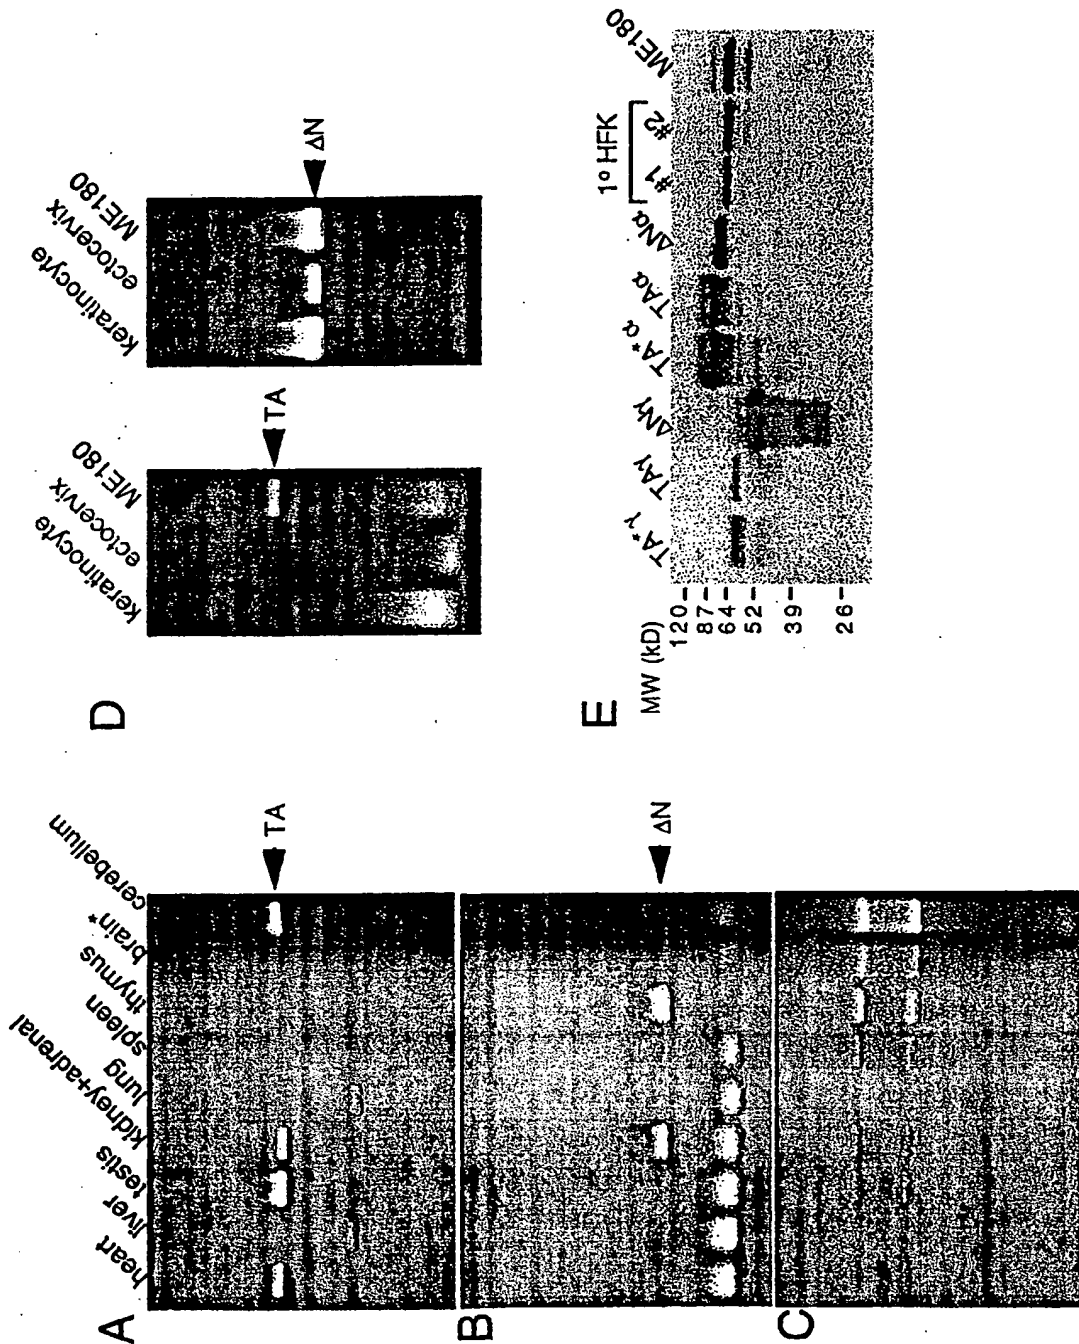 A
heart
liver
testis
kidney+adrenal
lung
spleen
thymus
brain*
cerebellum
TA
B
ΔN
C
D
keratinocyte
ectocervix
ME180
TA
keratinocyte
ectocervix
ME180
ΔN
E
MW (kD)
120
87
64
52
39
26
TA*γ
TAγ
ΔNγ
TA*α
TAα
ΔNα
1º HFK
#1
#2
ME180